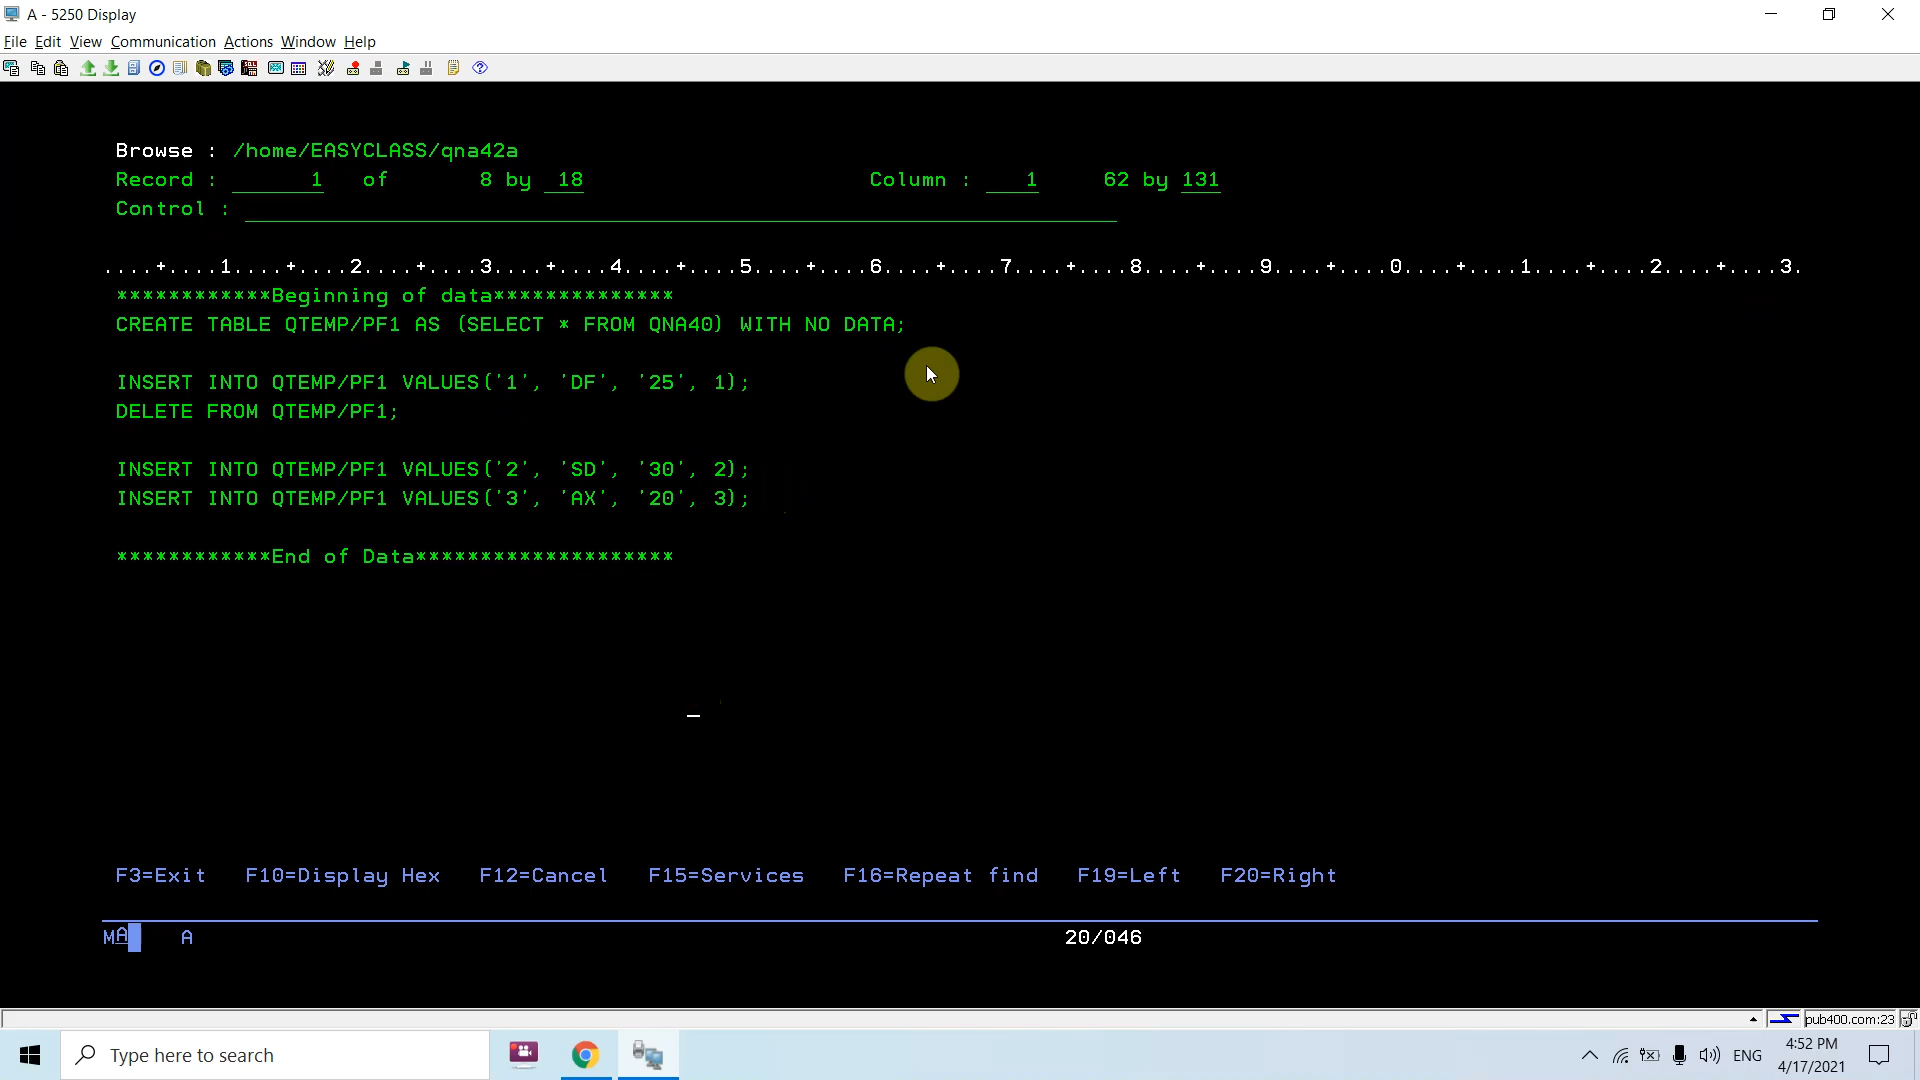 A - 5250 Display
File Edit View Communication Actions Window Help
Browse : /home/EASYCLASS/qna42a
Record : 1 of 8 by 18 Column : 1 62 by 131
Control :
....+....1....+....2....+....3....+....4....+....5....+....6....+....7....+....8....+....9....+....0....+....1....+....2....+....3.
************Beginning of data**************
CREATE TABLE QTEMP/PF1 AS (SELECT * FROM QNA40) WITH NO DATA;
INSERT INTO QTEMP/PF1 VALUES('1', 'DF', '25', 1);
DELETE FROM QTEMP/PF1;
INSERT INTO QTEMP/PF1 VALUES('2', 'SD', '30', 2);
INSERT INTO QTEMP/PF1 VALUES('3', 'AX', '20', 3);
************End of Data********************
F3=Exit F10=Display Hex F12=Cancel F15=Services F16=Repeat find F19=Left F20=Right
MA A 20/046
pub400.com:23
Type here to search
ENG
4:52 PM
4/17/2021